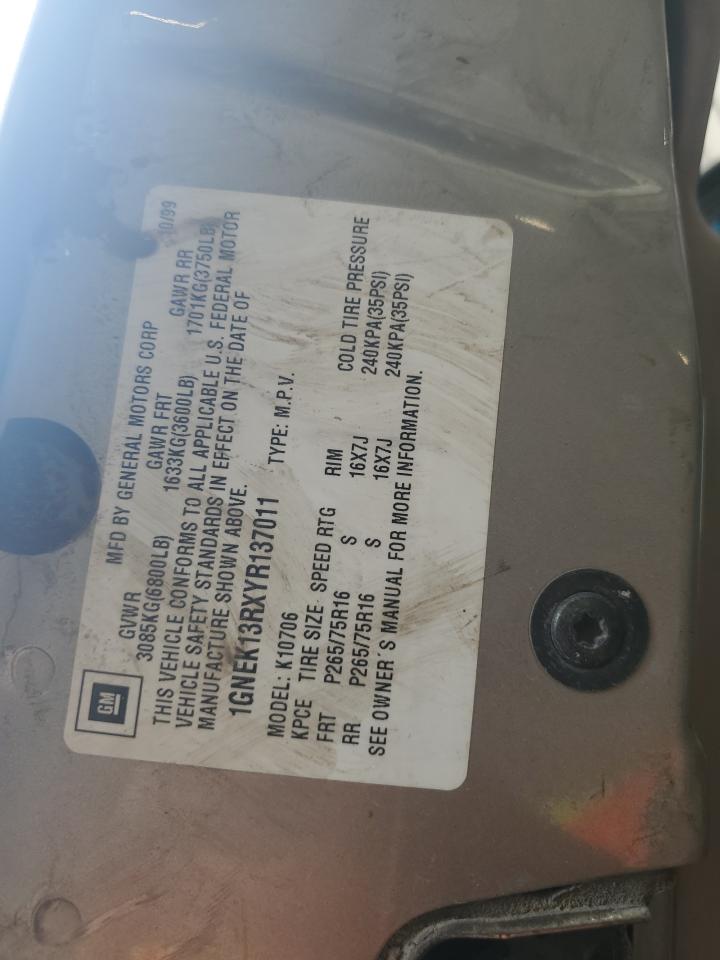 GM
MFD BY GENERAL MOTORS CORP 10/99
GVWR GAWR FRT GAWR RR
3085KG(6800LB) 1633KG(3600LB) 1701KG(3750LB)
THIS VEHICLE CONFORMS TO ALL APPLICABLE U.S. FEDERAL MOTOR
VEHICLE SAFETY STANDARDS IN EFFECT ON THE DATE OF
MANUFACTURE SHOWN ABOVE.
1GNEK13RXYR137011 TYPE: M.P.V.
MODEL: K10706
KPCE TIRE SIZE SPEED RTG RIM COLD TIRE PRESSURE
FRT P265/75R16 S 16X7J 240KPA(35PSI)
RR P265/75R16 S 16X7J 240KPA(35PSI)
SEE OWNER'S MANUAL FOR MORE INFORMATION.